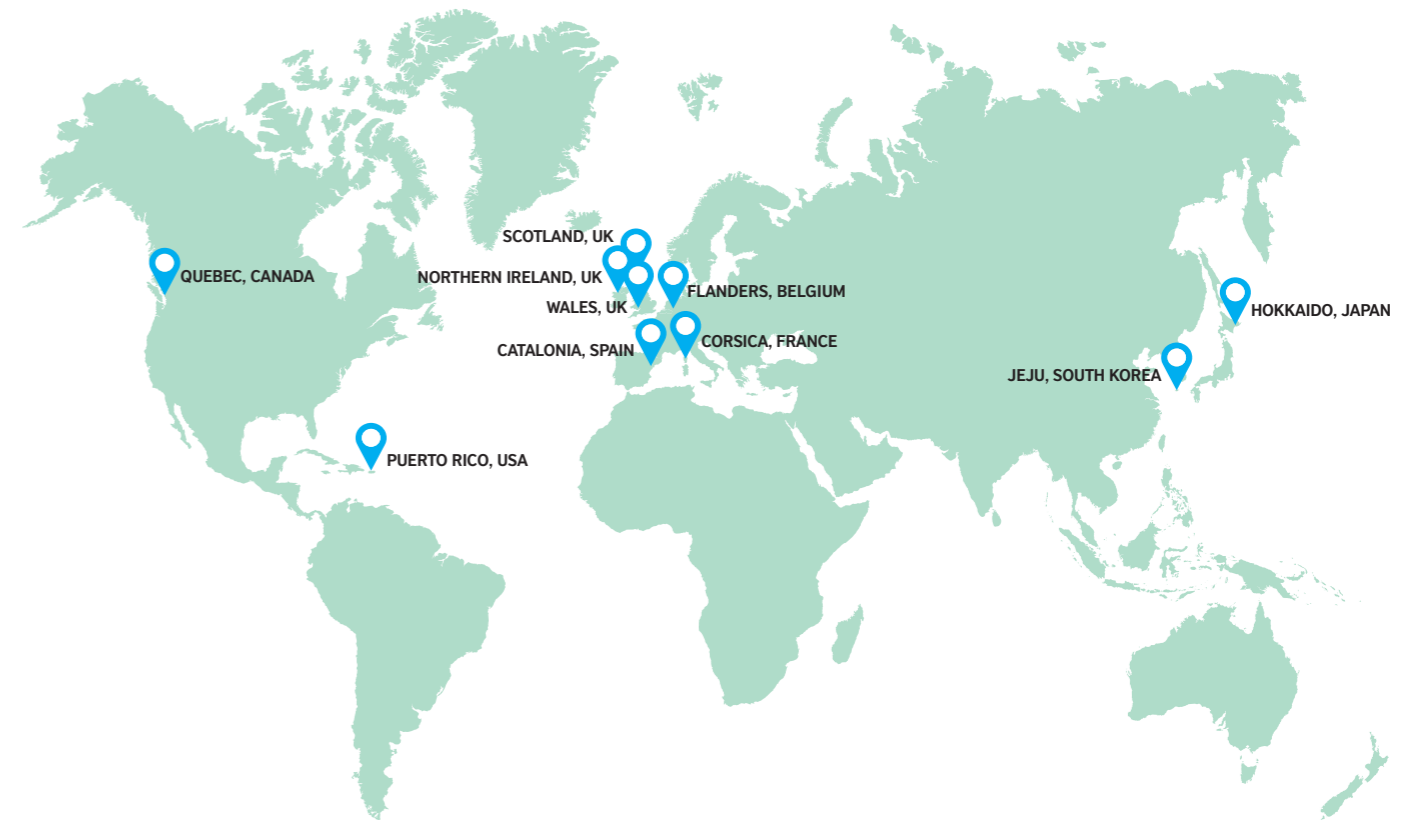 SCOTLAND, UK
QUEBEC, CANADA
NORTHERN IRELAND, UK
FLANDERS, BELGIUM
WALES, UK
HOKKAIDO, JAPAN
CORSICA, FRANCE
CATALONIA, SPAIN
JEJU, SOUTH KOREA
PUERTO RICO, USA